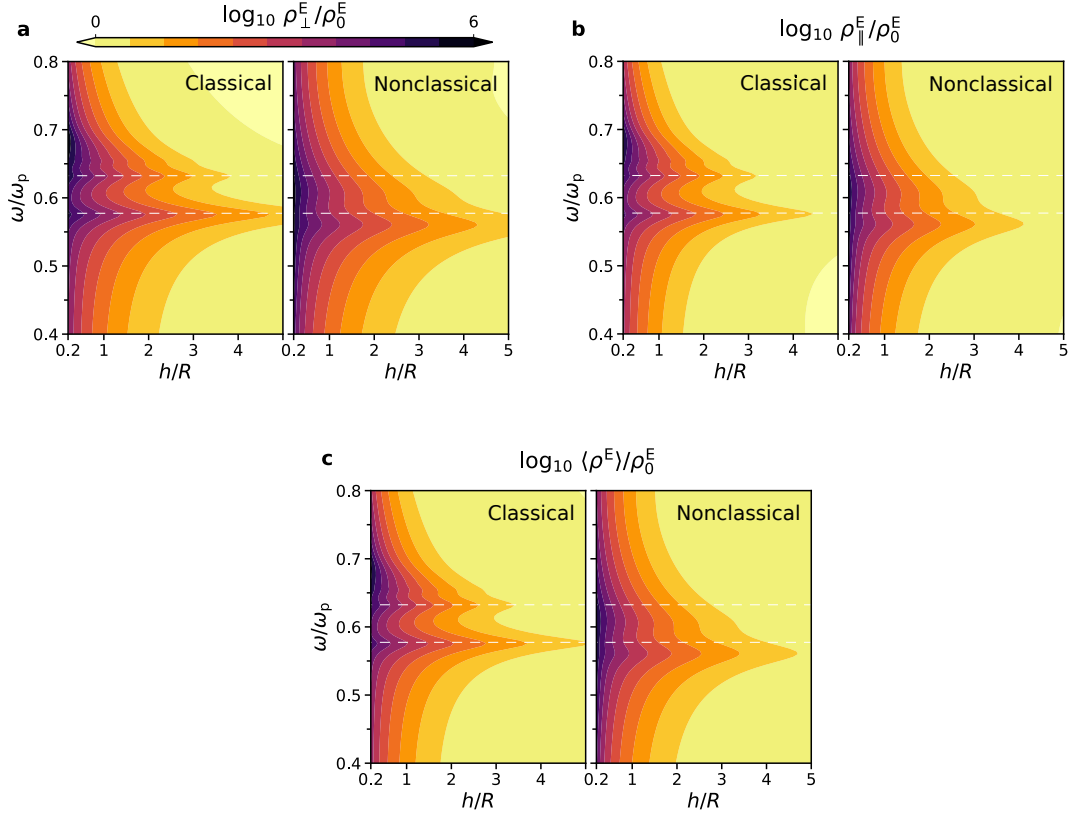 a
log₁₀ ρ⊥ᴱ/ρ₀ᴱ
0 6
Classical
Nonclassical
ω/ωₚ
0.8
0.7
0.6
0.5
0.4
0.2 1 2 3 4
0.2 1 2 3 4 5
h/R h/R
b
log₁₀ ρ∥ᴱ/ρ₀ᴱ
Classical
Nonclassical
ω/ωₚ
0.8
0.7
0.6
0.5
0.4
0.2 1 2 3 4
0.2 1 2 3 4 5
h/R h/R
c
log₁₀ ⟨ρᴱ⟩/ρ₀ᴱ
Classical
Nonclassical
ω/ωₚ
0.8
0.7
0.6
0.5
0.4
0.2 1 2 3 4
0.2 1 2 3 4 5
h/R h/R